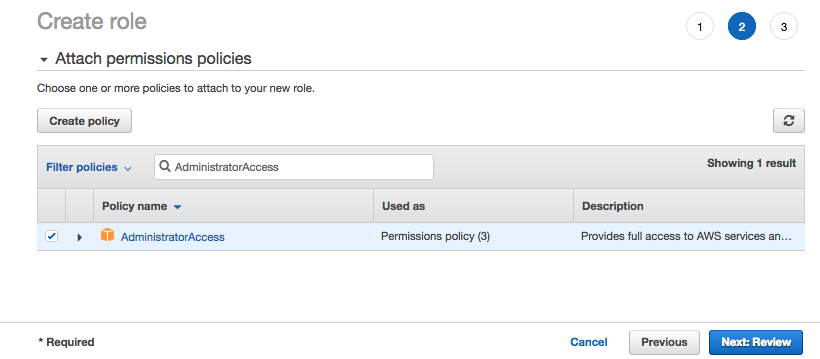 Create role
1 2 3
Attach permissions policies
Choose one or more policies to attach to your new role.
Create policy
Filter policies AdministratorAccess Showing 1 result
Policy name Used as Description
AdministratorAccess Permissions policy (3) Provides full access to AWS services an…
* Required Cancel Previous Next: Review